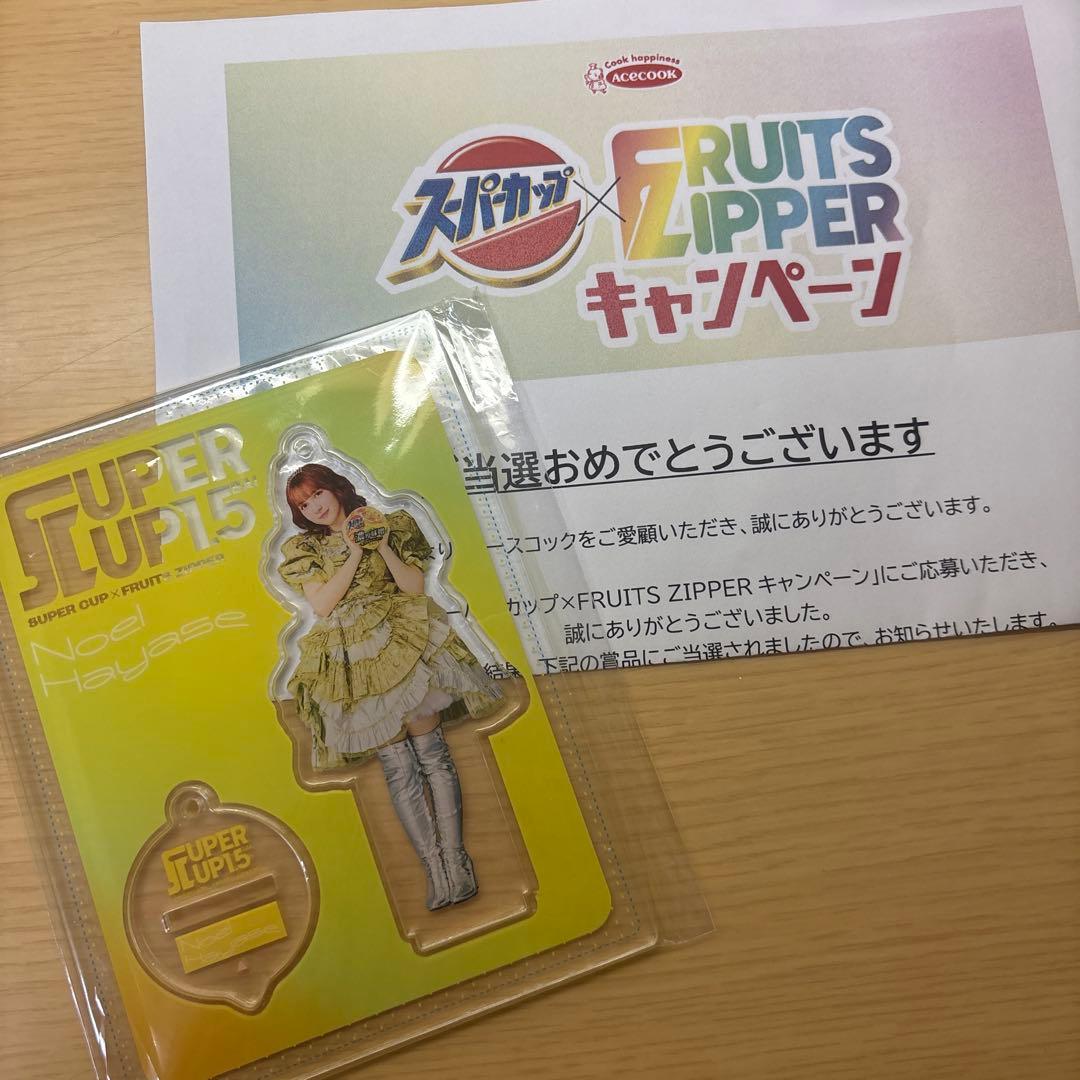 Cook happiness
ACECOOK
スーパーカップ×FRUITS ZIPPER
キャンペーン
当選おめでとうございます
ースコックをご愛顧いただき、誠にありがとうございます。
カップ×FRUITS ZIPPER キャンペーン」にご応募いただき、
誠にありがとうございました。
結果、下記の賞品にご当選されましたので、お知らせいたします。
SUPER
CUP1.5
SUPER CUP×FRUITS ZIPPER
Noel
Hayase
SUPER
CUP1.5
Noel
Hayase